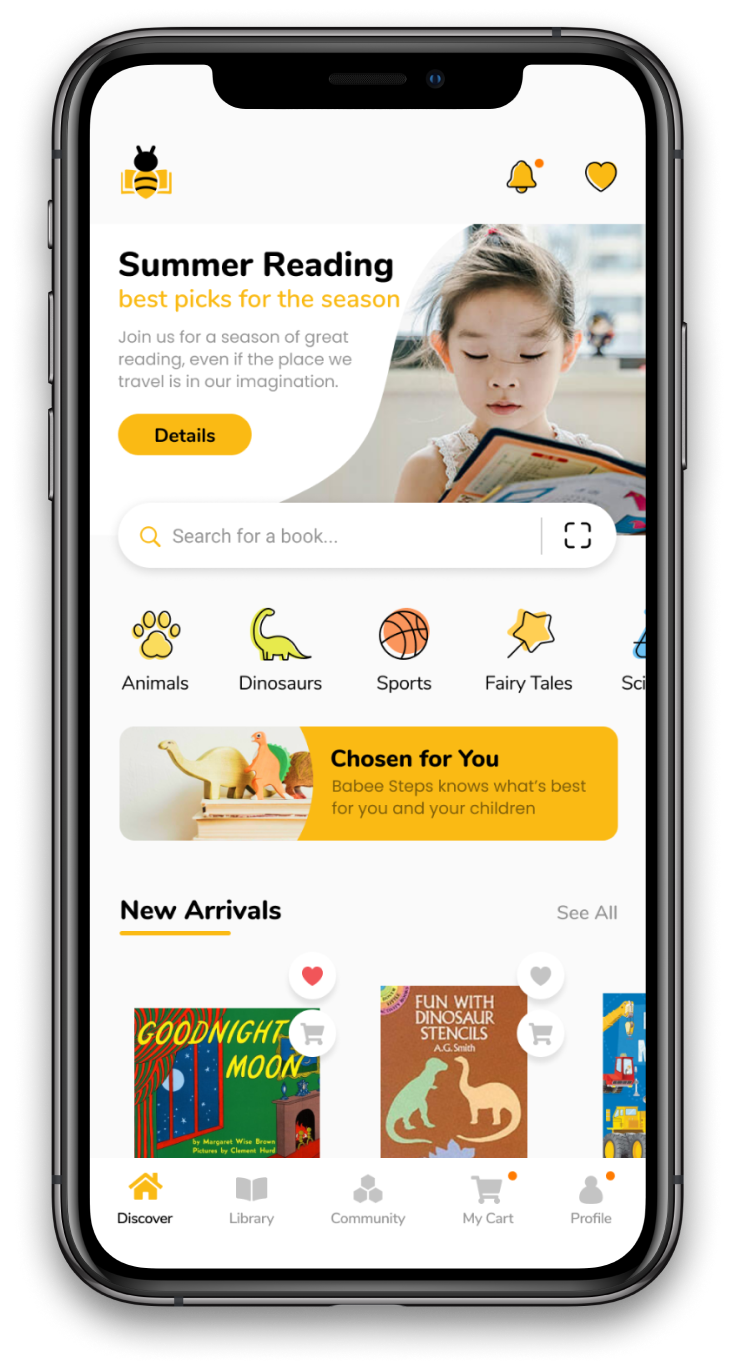 Summer Reading
best picks for the season
Join us for a season of great
reading, even if the place we
travel is in our imagination.
Details
Search for a book...
Animals
Dinosaurs
Sports
Fairy Tales
Sci
Chosen for You
Babee Steps knows what's best
for you and your children
New Arrivals
See All
GOODNIGHT
MOON
by Margaret Wise Brown
Pictures by Clement Hurd
FUN WITH
DINOSAUR
STENCILS
A.G. Smith
Discover
Library
Community
My Cart
Profile